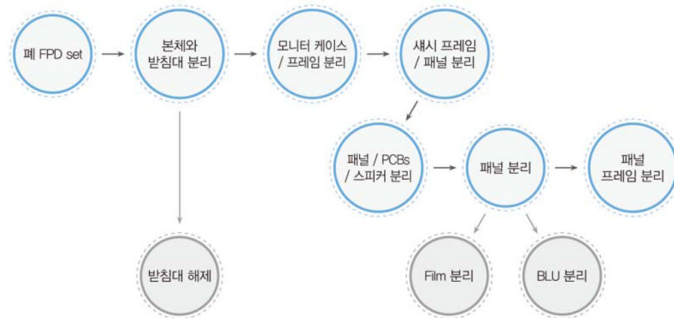 폐 FPD set
본체와
받침대 분리
모니터 케이스
/ 프레임 분리
섀시 프레임
/ 패널 분리
패널 / PCBs
/ 스피커 분리
패널 분리
패널
프레임 분리
받침대 해제
Film 분리
BLU 분리